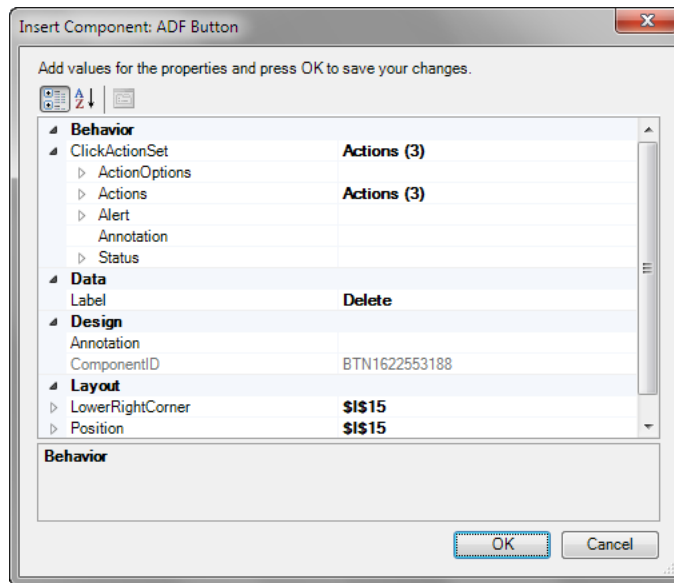 Insert Component: ADF Button
Add values for the properties and press OK to save your changes.
Behavior
ClickActionSet Actions (3)
ActionOptions
Actions Actions (3)
Alert
Annotation
Status
Data
Label Delete
Design
Annotation
ComponentID BTN1622553188
Layout
LowerRightCorner $I$15
Position $I$15
Behavior
OK Cancel